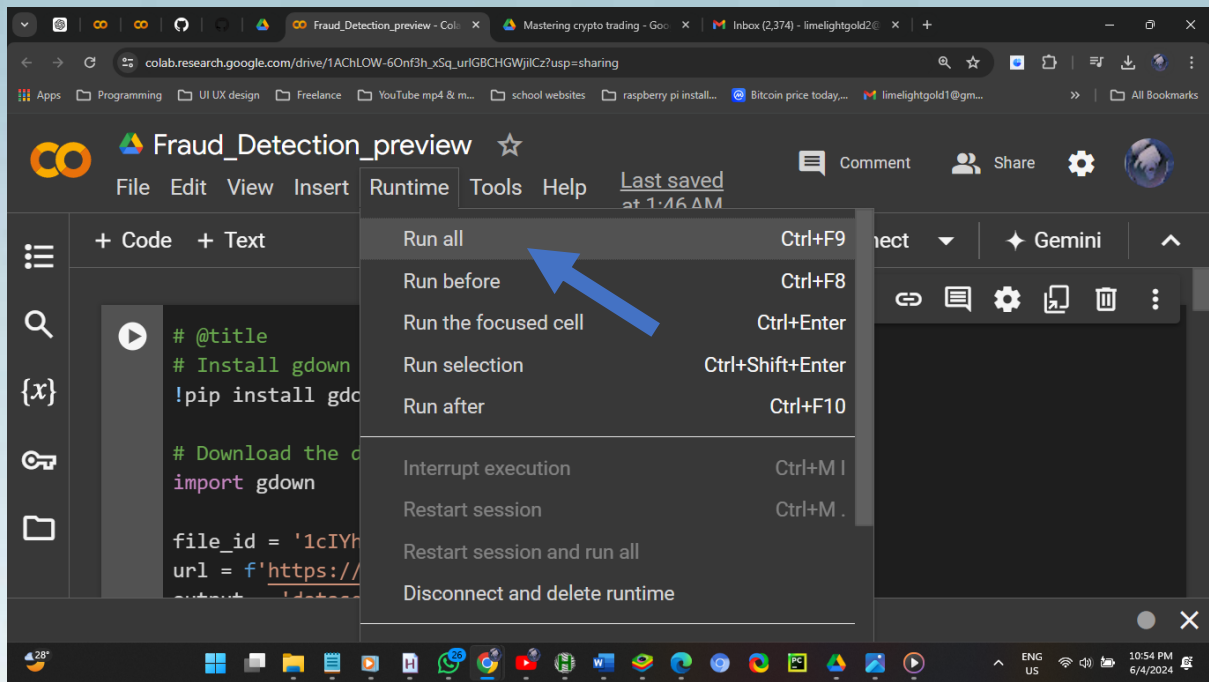 Fraud_Detection_preview - Cola
Mastering crypto trading - Goo
Inbox (2,374) - limelightgold2@
colab.research.google.com/drive/1AChLOW-6Onf3h_xSq_urlGBCHGWjilCz?usp=sharing
Apps Programming UI UX design Freelance YouTube mp4 & m... school websites raspberry pi install... Bitcoin price today,... limelightgold1@gm... » All Bookmarks
Fraud_Detection_preview
Comment Share
File Edit View Insert Runtime Tools Help Last saved
at 1:46 AM
+ Code + Text
nect Gemini
Run all Ctrl+F9
Run before Ctrl+F8
Run the focused cell Ctrl+Enter
Run selection Ctrl+Shift+Enter
Run after Ctrl+F10
Interrupt execution Ctrl+M I
Restart session Ctrl+M .
Restart session and run all
Disconnect and delete runtime
{x}
# @title
# Install gdown
!pip install gdo
# Download the d
import gdown
file_id = '1cIYh
url = f'https://
output = 'datase
28°
26
ENG
US
10:54 PM
6/4/2024